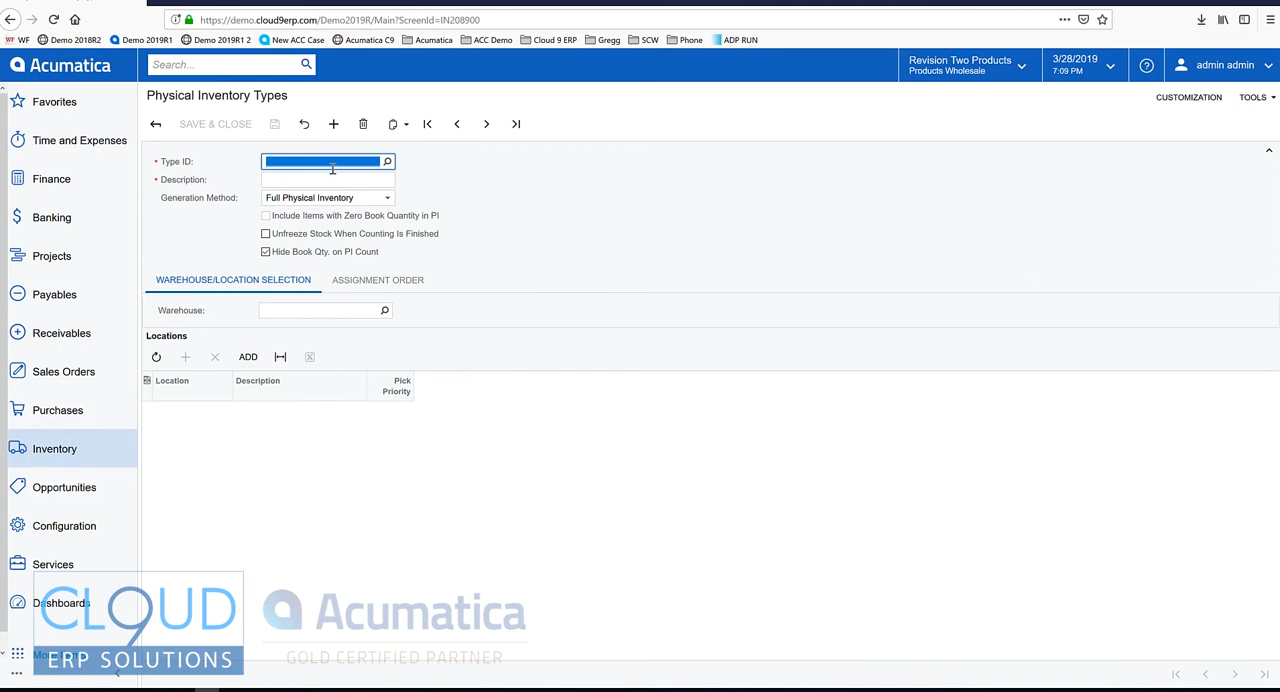 https://demo.cloud9erp.com/Demo2019R/Main?ScreenId=IN208900
WF WF Demo 2018R2 Demo 2019R1 Demo 2019R1 2 New ACC Case Acumatica C9 Acumatica ACC Demo Cloud 9 ERP Gregg SCW Phone ADP RUN
Acumatica
Search...
Revision Two Products
Products Wholesale
3/28/2019
7:09 PM
admin admin
Favorites
Time and Expenses
Finance
Banking
Projects
Payables
Receivables
Sales Orders
Purchases
Inventory
Opportunities
Configuration
Services
Dashboards
Physical Inventory Types
CUSTOMIZATION TOOLS
SAVE & CLOSE
* Type ID:
* Description:
Generation Method: Full Physical Inventory
Include Items with Zero Book Quantity in PI
Unfreeze Stock When Counting Is Finished
Hide Book Qty. on PI Count
WAREHOUSE/LOCATION SELECTION ASSIGNMENT ORDER
Warehouse:
Locations
ADD
Location Description Pick Priority
CLOUD 9
ERP SOLUTIONS
Acumatica
GOLD CERTIFIED PARTNER